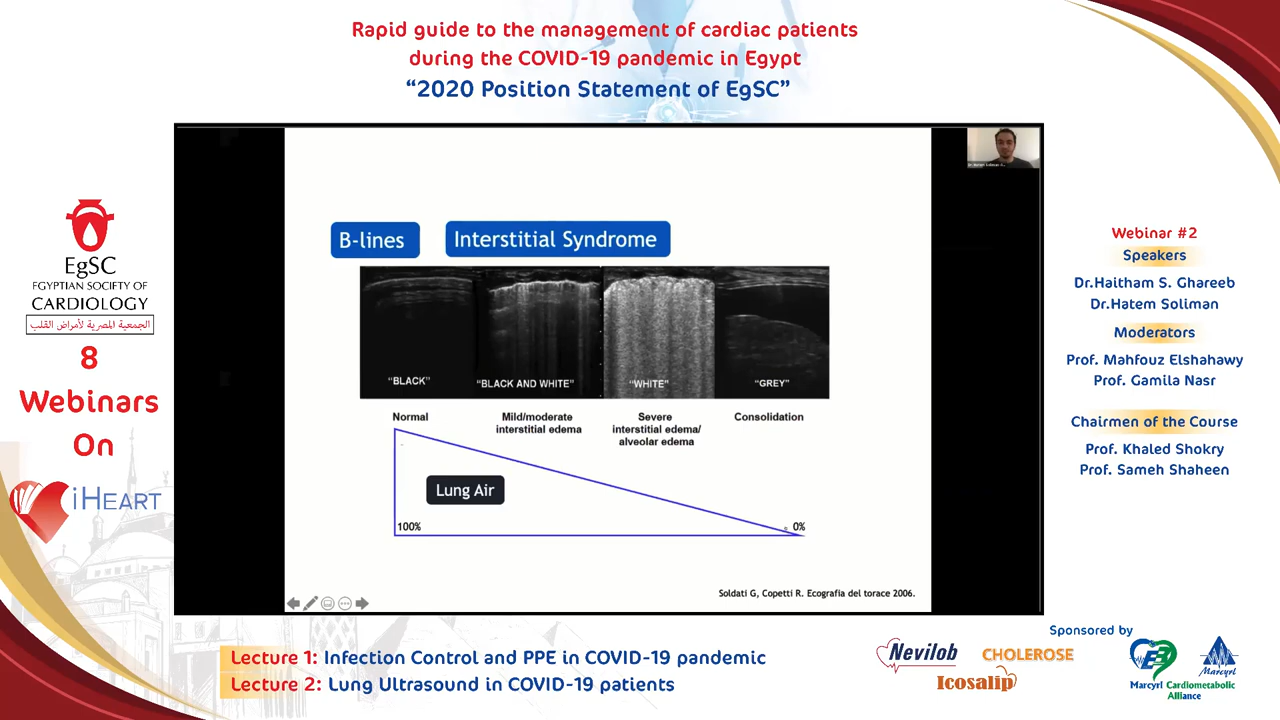 Rapid guide to the management of cardiac patients
during the COVID-19 pandemic in Egypt
“2020 Position Statement of EgSC”
EgSC
EGYPTIAN SOCIETY OF
CARDIOLOGY
الجمعية المصرية لأمراض القلب
8
Webinars
On
iHEART
B-lines
Interstitial Syndrome
“BLACK”
“BLACK AND WHITE”
“WHITE”
“GREY”
Normal
Mild/moderate
interstitial edema
Severe
interstitial edema/
alveolar edema
Consolidation
Lung Air
100%
0%
Soldati G, Copetti R. Ecografia del torace 2006.
Webinar #2
Speakers
Dr.Haitham S. Ghareeb
Dr.Hatem Soliman
Moderators
Prof. Mahfouz Elshahawy
Prof. Gamila Nasr
Chairmen of the Course
Prof. Khaled Shokry
Prof. Sameh Shaheen
Lecture 1: Infection Control and PPE in COVID-19 pandemic
Lecture 2: Lung Ultrasound in COVID-19 patients
Sponsored by
Nevilob
CHOLEROSE
Icosalip
Marcyrl Cardiometabolic
Alliance
Marcyrl